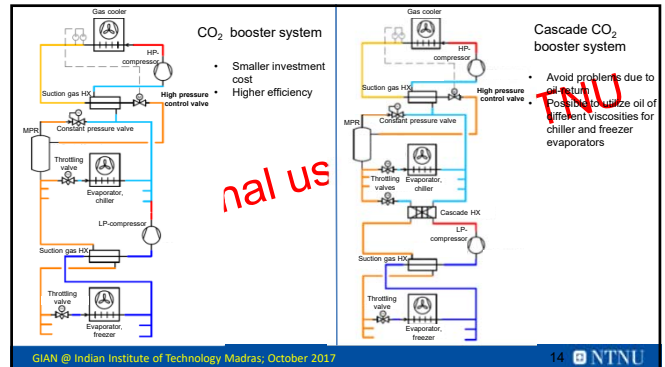 Gas cooler
CO2 booster system
• Smaller investment
cost
• Higher efficiency
HP-
compressor
Suction gas HX
High pressure
control valve
MPR
Constant pressure valve
Throttling
valve
Evaporator,
chiller
LP-compressor
Suction gas HX
Throttling
valve
Evaporator,
freezer
nal us
Gas cooler
Cascade CO2
booster system
• Avoid problems due to
oil-return
• Possible to utilize oil of
different viscosities for
chiller and freezer
evaporators
TNU
HP-
compressor
Suction gas HX
High pressure
control valve
MPR
Constant pressure valve
Throttling
valves
Evaporator,
chiller
Cascade HX
LP-
compressor
Suction gas HX
Throttling
valve
Evaporator,
freezer
GIAN @ Indian Institute of Technology Madras; October 2017
14 NTNU